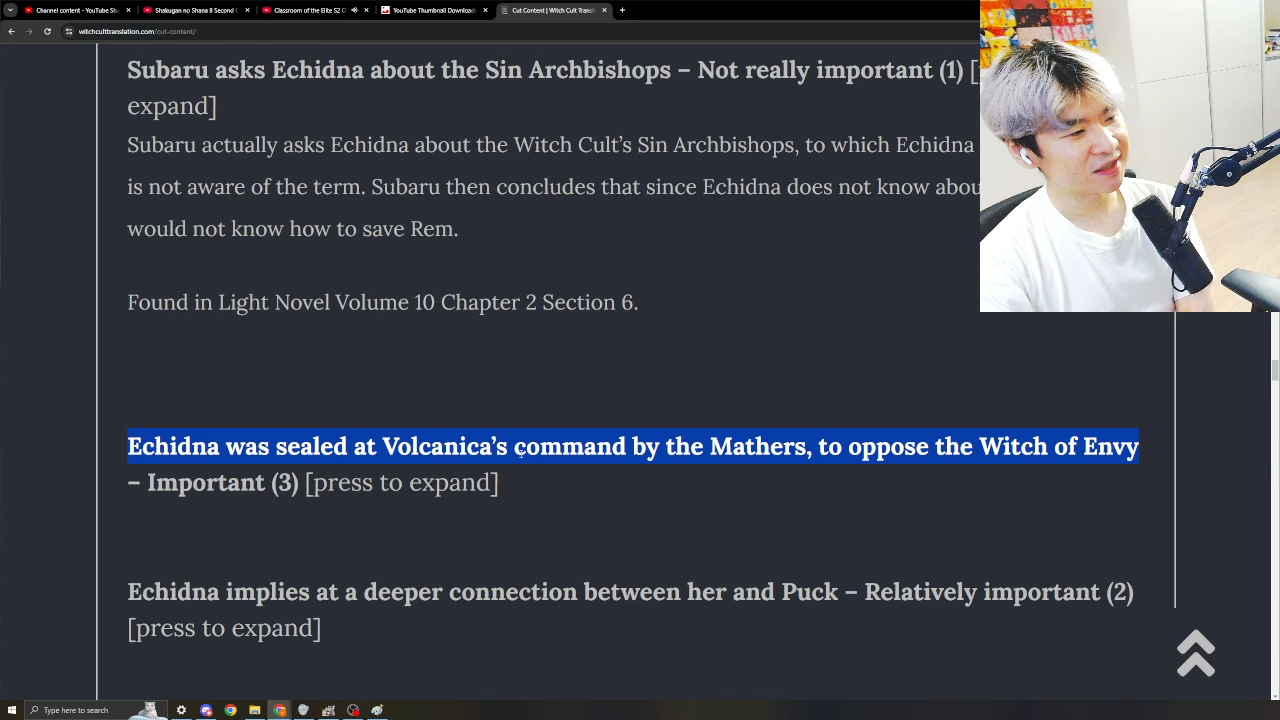 Channel content - YouTube Stu
Shakugan no Shana II Second C
Classroom of the Elite S2 O
YouTube Thumbnail Download
Cut Content | Witch Cult Trans
witchculttranslation.com/cut-content/
Subaru asks Echidna about the Sin Archbishops – Not really important (1) [
expand]
Subaru actually asks Echidna about the Witch Cult's Sin Archbishops, to which Echidna
is not aware of the term. Subaru then concludes that since Echidna does not know abou
would not know how to save Rem.
Found in Light Novel Volume 10 Chapter 2 Section 6.
Echidna was sealed at Volcanica's command by the Mathers, to oppose the Witch of Envy
– Important (3) [press to expand]
Echidna implies at a deeper connection between her and Puck – Relatively important (2)
[press to expand]
Type here to search